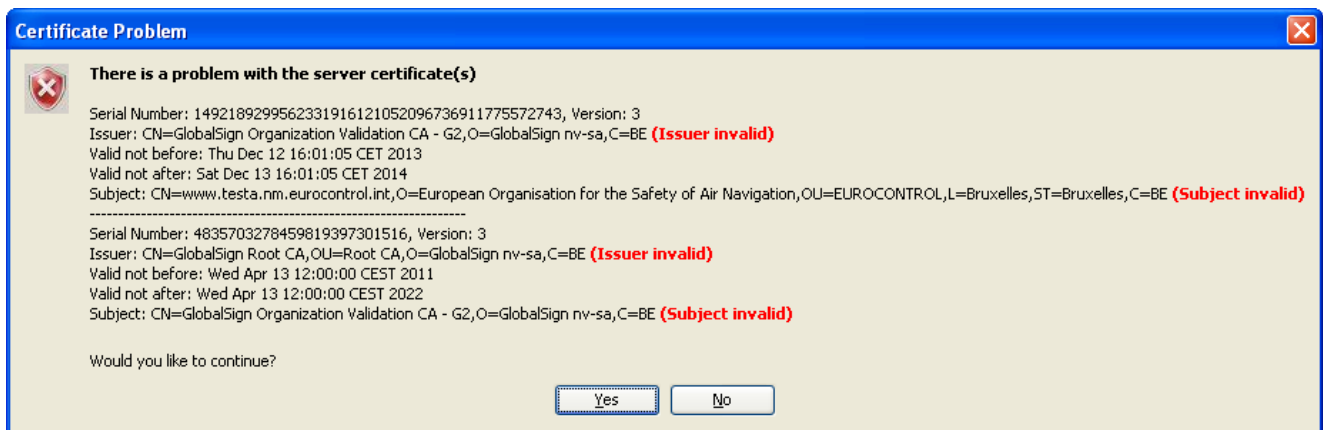 Certificate Problem
There is a problem with the server certificate(s)
Serial Number: 1492189299562331916121052096736911775572743, Version: 3
Issuer: CN=GlobalSign Organization Validation CA - G2,O=GlobalSign nv-sa,C=BE (Issuer invalid)
Valid not before: Thu Dec 12 16:01:05 CET 2013
Valid not after: Sat Dec 13 16:01:05 CET 2014
Subject: CN=www.testa.nm.eurocontrol.int,O=European Organisation for the Safety of Air Navigation,OU=EUROCONTROL,L=Bruxelles,ST=Bruxelles,C=BE (Subject invalid)
------------------------------------------------------------------
Serial Number: 4835703278459819397301516, Version: 3
Issuer: CN=GlobalSign Root CA,OU=Root CA,O=GlobalSign nv-sa,C=BE (Issuer invalid)
Valid not before: Wed Apr 13 12:00:00 CEST 2011
Valid not after: Wed Apr 13 12:00:00 CEST 2022
Subject: CN=GlobalSign Organization Validation CA - G2,O=GlobalSign nv-sa,C=BE (Subject invalid)
Would you like to continue?
Yes No